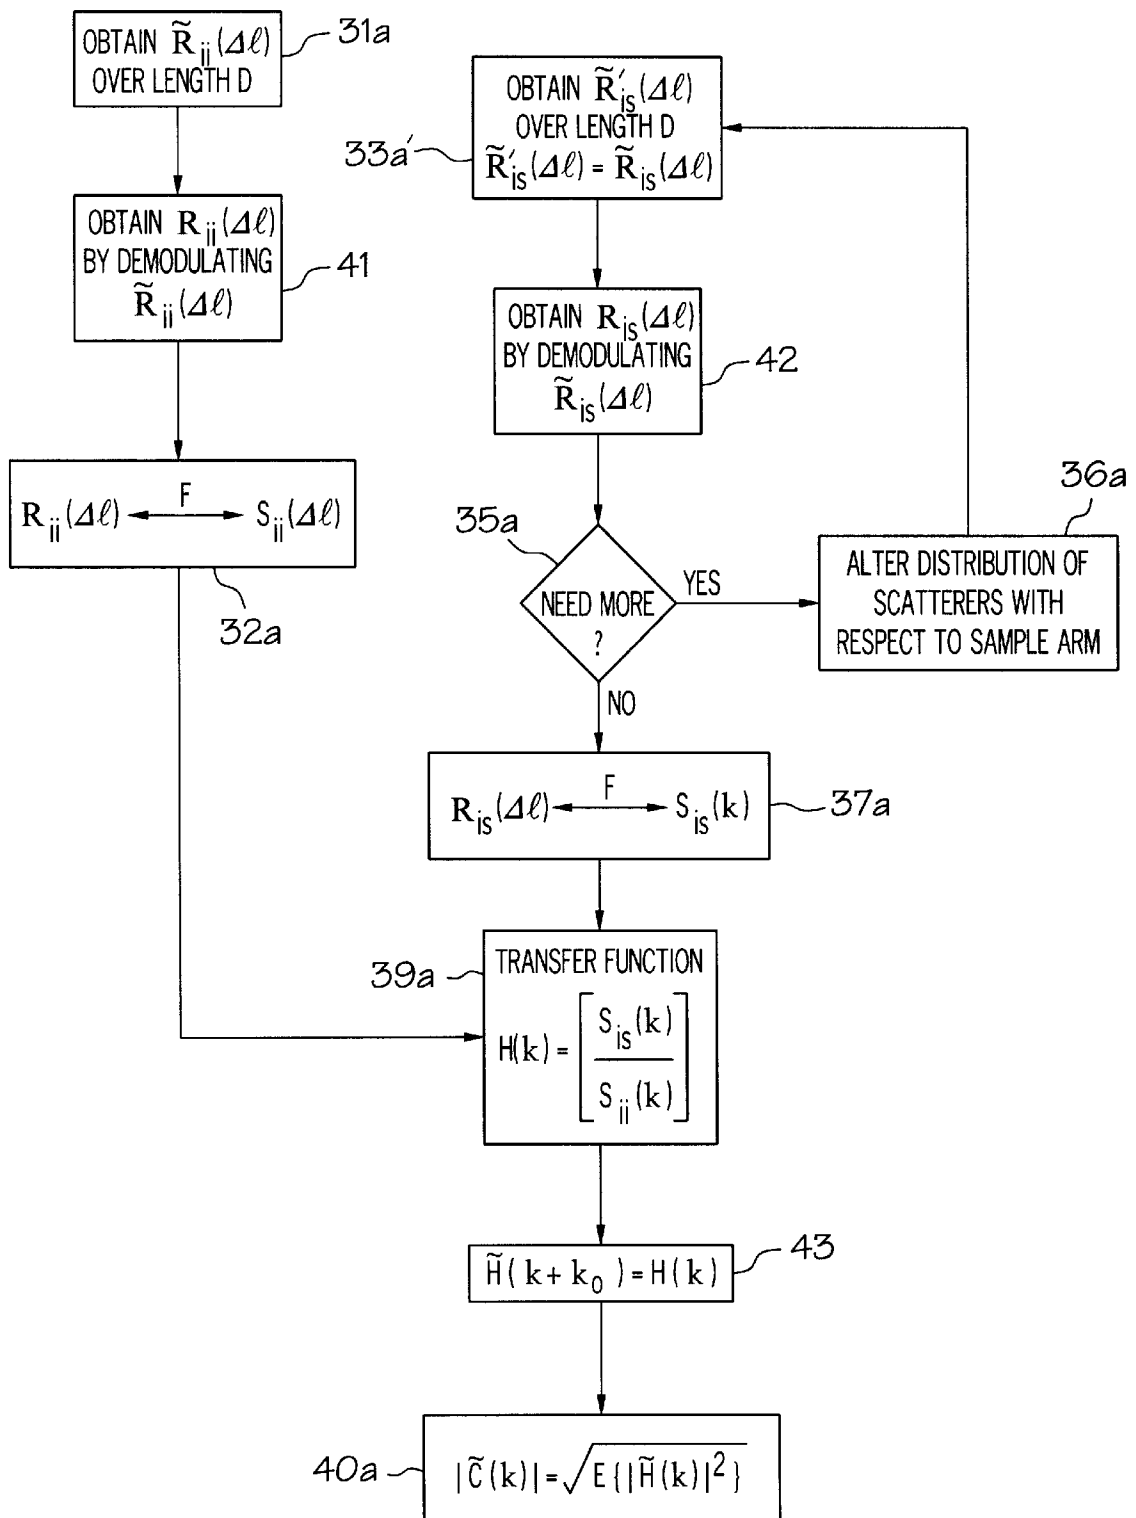 OBTAIN R̃ii(Δℓ)
OVER LENGTH D
31a
OBTAIN Rii(Δℓ)
BY DEMODULATING
R̃ii(Δℓ)
41
Rii(Δℓ) ⟷ Sii(Δℓ)
F
32a
OBTAIN R̃′is(Δℓ)
OVER LENGTH D
R̃′is(Δℓ) = R̃is(Δℓ)
33a′
OBTAIN Ris(Δℓ)
BY DEMODULATING
R̃is(Δℓ)
42
35a
NEED MORE
?
YES
NO
36a
ALTER DISTRIBUTION OF
SCATTERERS WITH
RESPECT TO SAMPLE ARM
F
Ris(Δℓ) ⟷ Sis(k)
37a
39a
TRANSFER FUNCTION
H(k) = [Sis(k) / Sii(k)]
H̃(k+k0) = H(k)
43
40a
|C̃(k)| = √E{|H̃(k)|²}